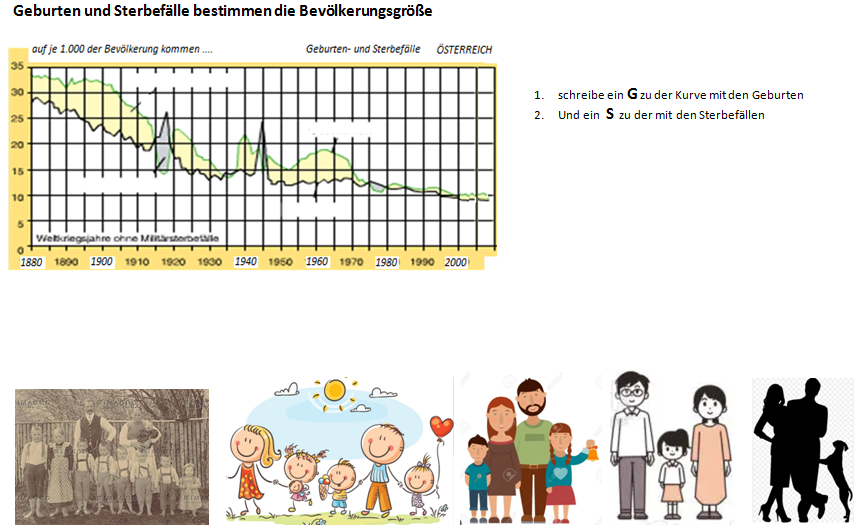 Geburten und Sterbefälle bestimmen die Bevölkerungsgröße
auf je 1.000 der Bevölkerung kommen .... Geburten- und Sterbefälle ÖSTERREICH
35
30
25
20
15
10
5
0
Weltkriegsjahre ohne Militärsterbefälle
1880 1890 1900 1910 1920 1930 1940 1950 1960 1970 1980 1990 2000
1. schreibe ein G zu der Kurve mit den Geburten
2. Und ein S zu der mit den Sterbefällen